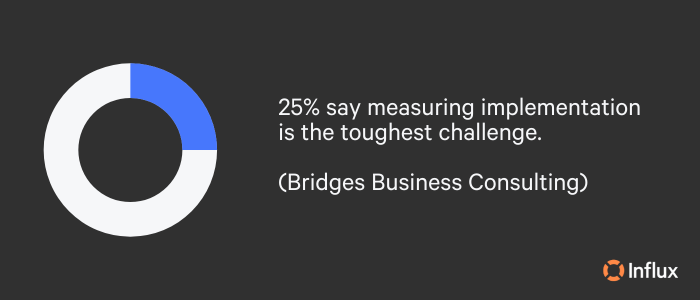 25% say measuring implementation
is the toughest challenge.
(Bridges Business Consulting)
Influx